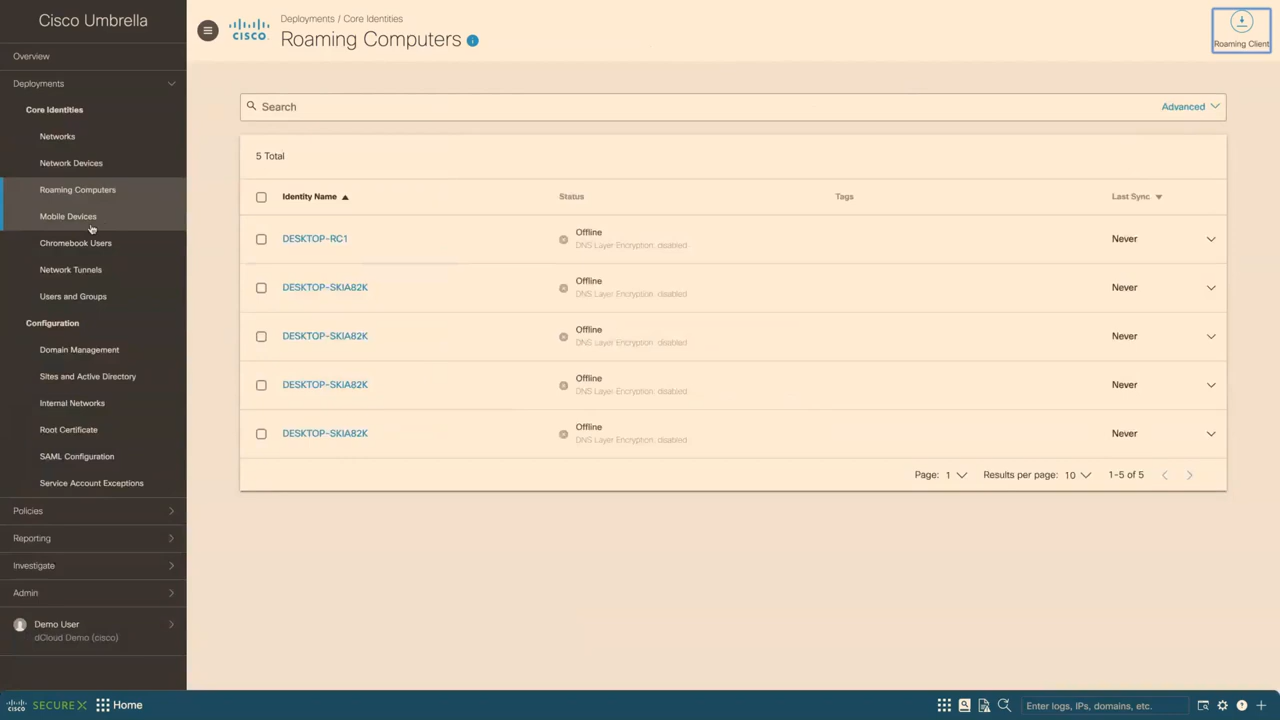 Cisco Umbrella
Overview
Deployments
Core Identities
Networks
Network Devices
Roaming Computers
Mobile Devices
Chromebook Users
Network Tunnels
Users and Groups
Configuration
Domain Management
Sites and Active Directory
Internal Networks
Root Certificate
SAML Configuration
Service Account Exceptions
Policies
Reporting
Investigate
Admin
Demo User
dCloud Demo (cisco)
CISCO
Deployments / Core Identities
Roaming Computers
Roaming Client
Search Advanced
5 Total
Identity Name Status Tags Last Sync
DESKTOP-RC1 Offline Never
DNS Layer Encryption: disabled
DESKTOP-SKIA82K Offline Never
DNS Layer Encryption: disabled
DESKTOP-SKIA82K Offline Never
DNS Layer Encryption: disabled
DESKTOP-SKIA82K Offline Never
DNS Layer Encryption: disabled
DESKTOP-SKIA82K Offline Never
DNS Layer Encryption: disabled
Page: 1 Results per page: 10 1-5 of 5
CISCO SECUREX Home Enter logs, IPs, domains, etc.